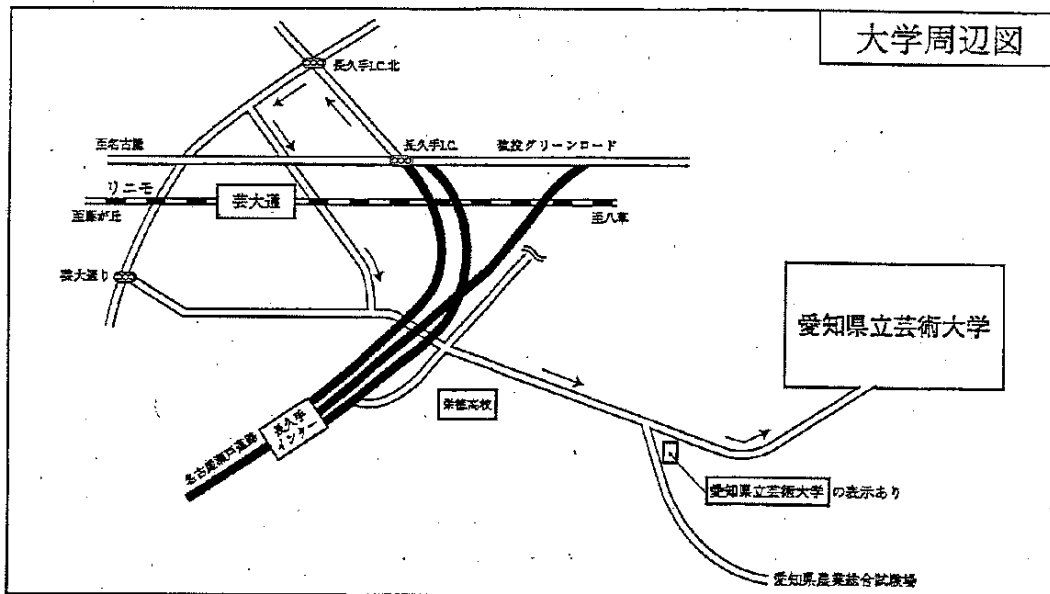 大学周辺図
長久手I.C.北
至名古屋
長久手I.C.
猿投グリーンロード
リニモ
芸大通
至藤が丘
至八草
芸大通り
愛知県立芸術大学
栄徳高校
長久手
インター
名古屋瀬戸道路
愛知県立芸術大学の表示あり
愛知県農業総合試験場